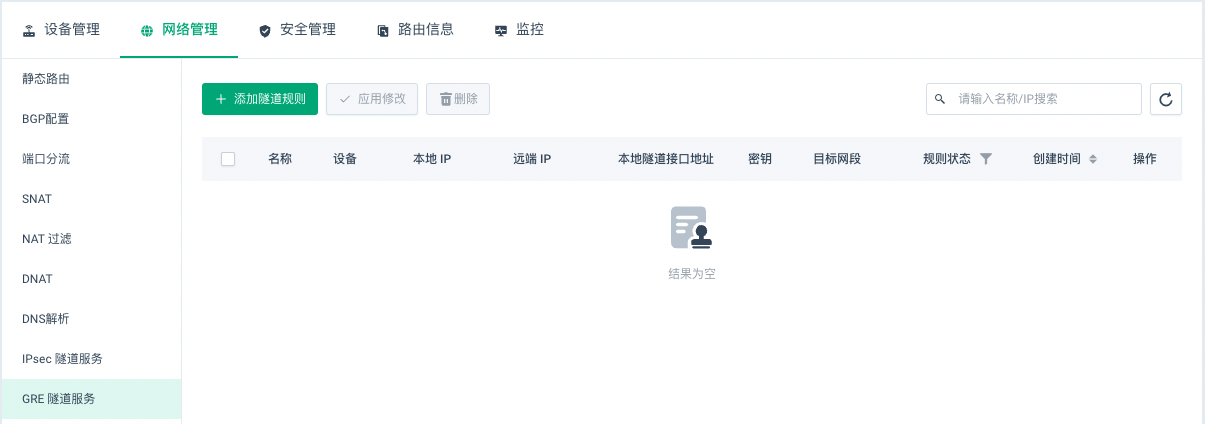 设备管理 网络管理 安全管理 路由信息 监控
静态路由
BGP配置
端口分流
SNAT
NAT 过滤
DNAT
DNS解析
IPsec 隧道服务
GRE 隧道服务
添加隧道规则 应用修改 删除 请输入名称/IP搜索
名称 设备 本地 IP 远端 IP 本地隧道接口地址 密钥 目标网段 规则状态 创建时间 操作
结果为空